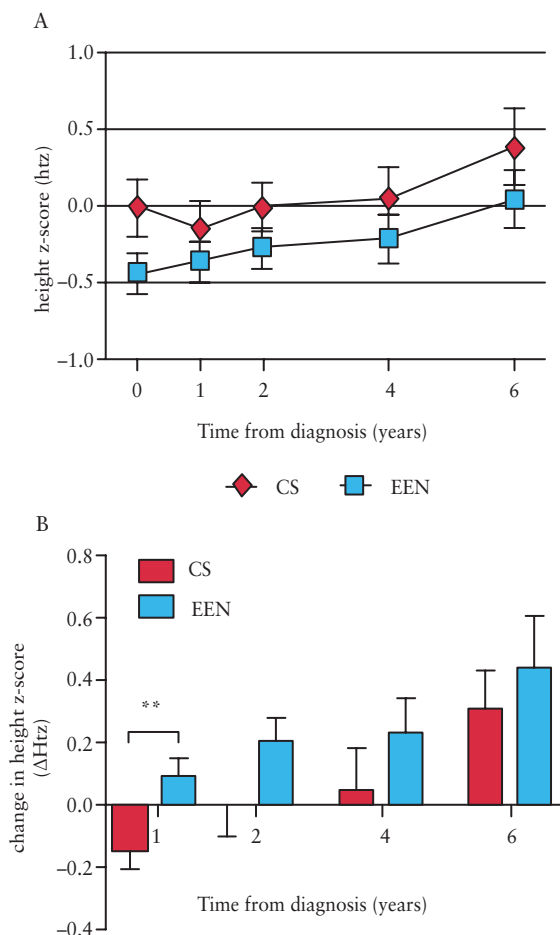 A
height z-score (htz)
1.0
0.5
0.0
−0.5
−1.0
0 1 2 4 6
Time from diagnosis (years)
CS EEN
B
change in height z-score
(ΔHtz)
0.8
0.6
0.4
0.2
0.0
−0.2
−0.4
CS
EEN
**
1 2 4 6
Time from diagnosis (years)